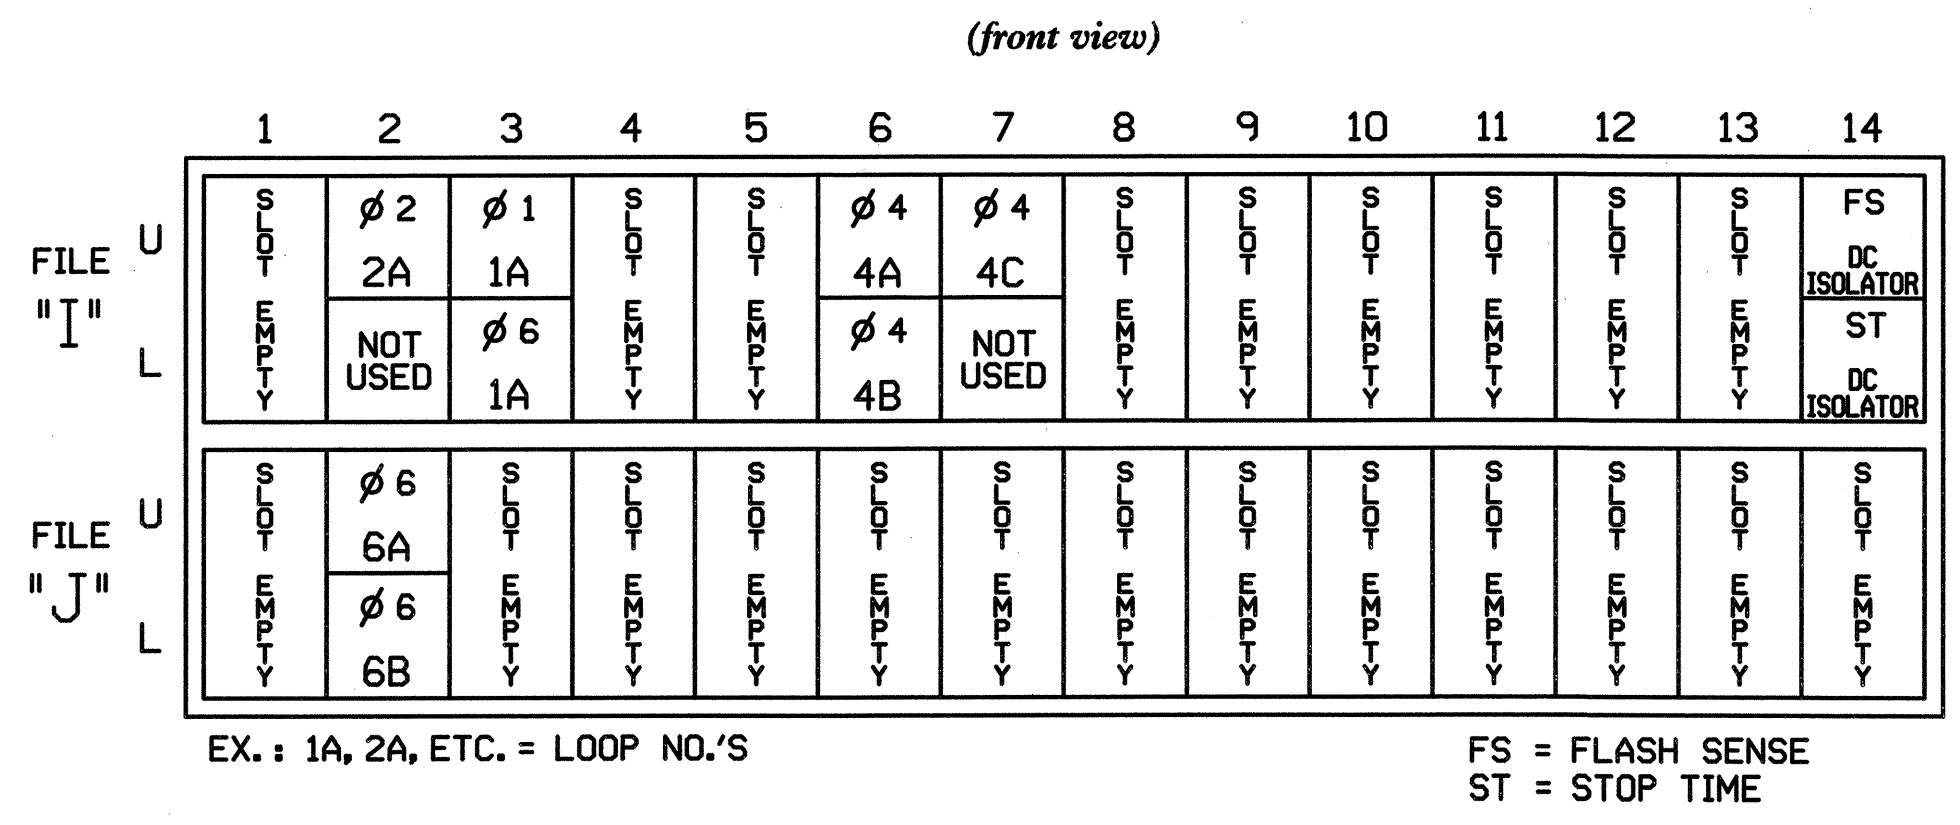 (front view)
1 2 3 4 5 6 7 8 9 10 11 12 13 14
FILE "I"
U
L
SLOT EMPTY
Ø 2
2A
NOT
USED
Ø 1
1A
Ø 6
1A
SLOT EMPTY
SLOT EMPTY
Ø 4
4A
Ø 4
4B
Ø 4
4C
NOT
USED
SLOT EMPTY
SLOT EMPTY
SLOT EMPTY
SLOT EMPTY
SLOT EMPTY
SLOT EMPTY
FS
DC
ISOLATOR
ST
DC
ISOLATOR
FILE "J"
U
L
SLOT EMPTY
Ø 6
6A
Ø 6
6B
SLOT EMPTY
SLOT EMPTY
SLOT EMPTY
SLOT EMPTY
SLOT EMPTY
SLOT EMPTY
SLOT EMPTY
SLOT EMPTY
SLOT EMPTY
SLOT EMPTY
SLOT EMPTY
SLOT EMPTY
EX.: 1A, 2A, ETC. = LOOP NO.'S
FS = FLASH SENSE
ST = STOP TIME